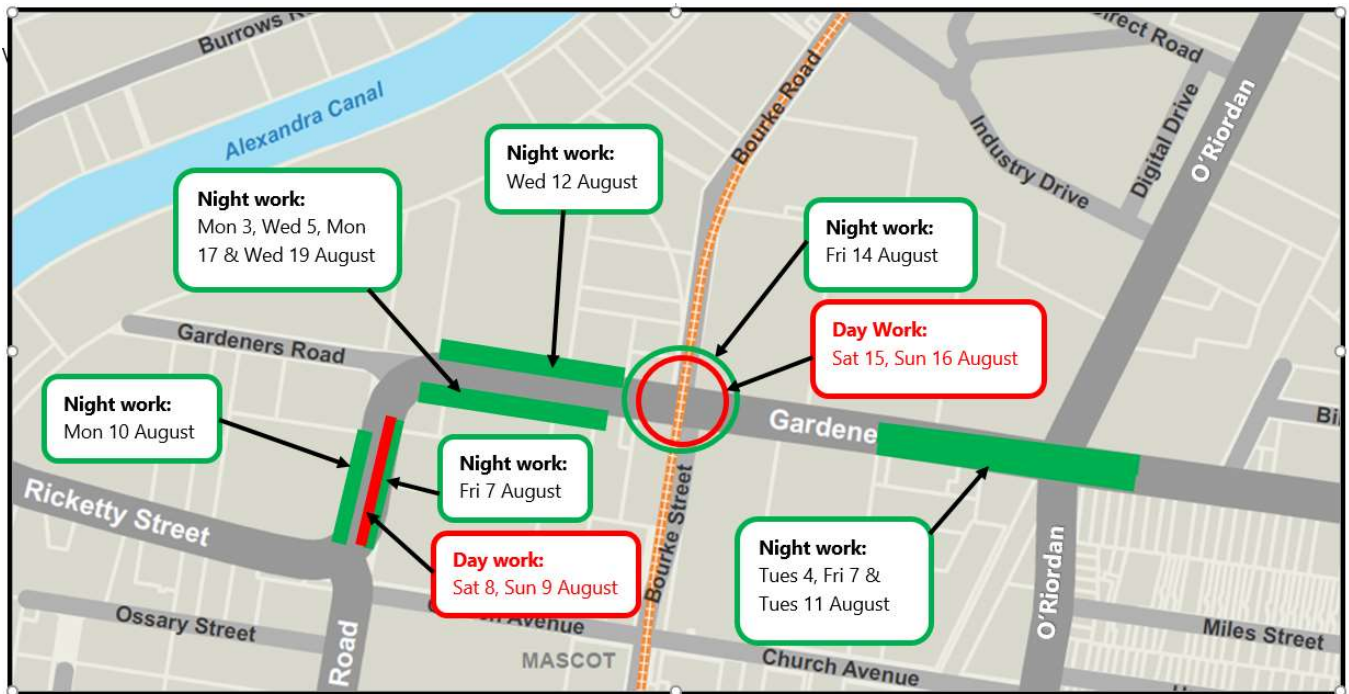 Burrows
Direct Road
Alexandra Canal
Bourke Road
Industry Drive
Digital Drive
O'Riordan
Night work:
Wed 12 August
Night work:
Mon 3, Wed 5, Mon
17 & Wed 19 August
Night work:
Fri 14 August
Day Work:
Sat 15, Sun 16 August
Gardeners Road
Night work:
Mon 10 August
Gardene
Night work:
Fri 7 August
Ricketty Street
Day work:
Sat 8, Sun 9 August
Bourke Street
Night work:
Tues 4, Fri 7 &
Tues 11 August
O'Riordan
Ossary Street
Road
Avenue
MASCOT
Church Avenue
Miles Street